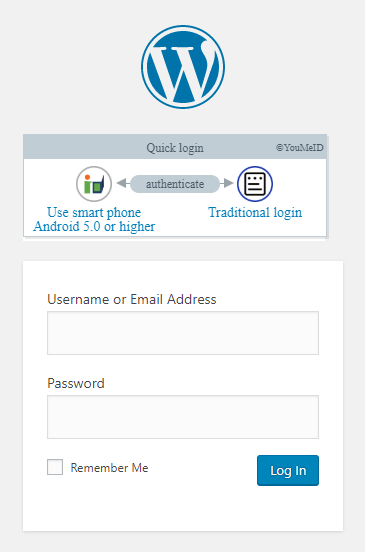 Quick login
©YouMeID
authenticate
Use smart phone
Android 5.0 or higher
Traditional login
Username or Email Address
Password
Remember Me
Log In